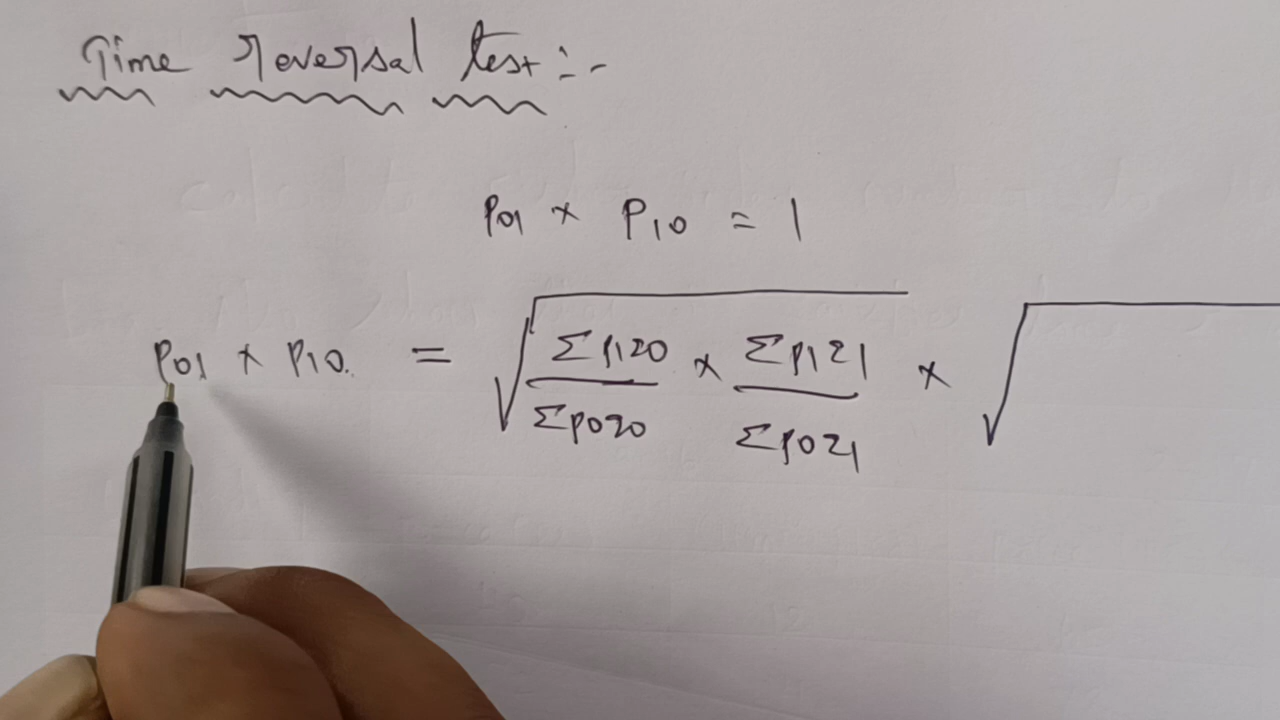 Time reversal test :-
P01 × P10 = 1
P01 × P10. = √ Σp1q0 / Σp0q0 × Σp1q1 / Σp0q1 × √